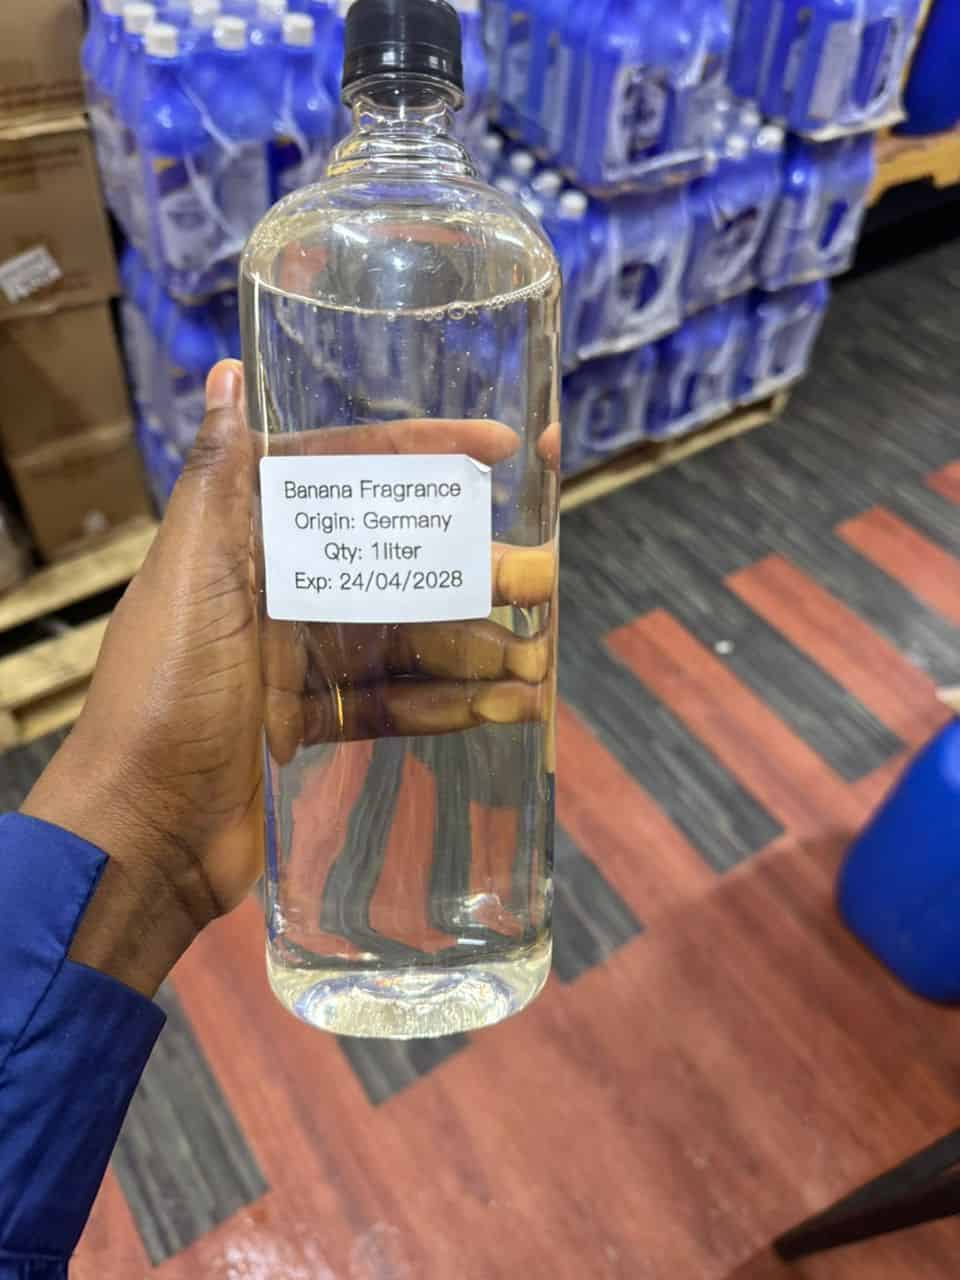 Banana Fragrance
Origin: Germany
Qty: 1liter
Exp: 24/04/2028